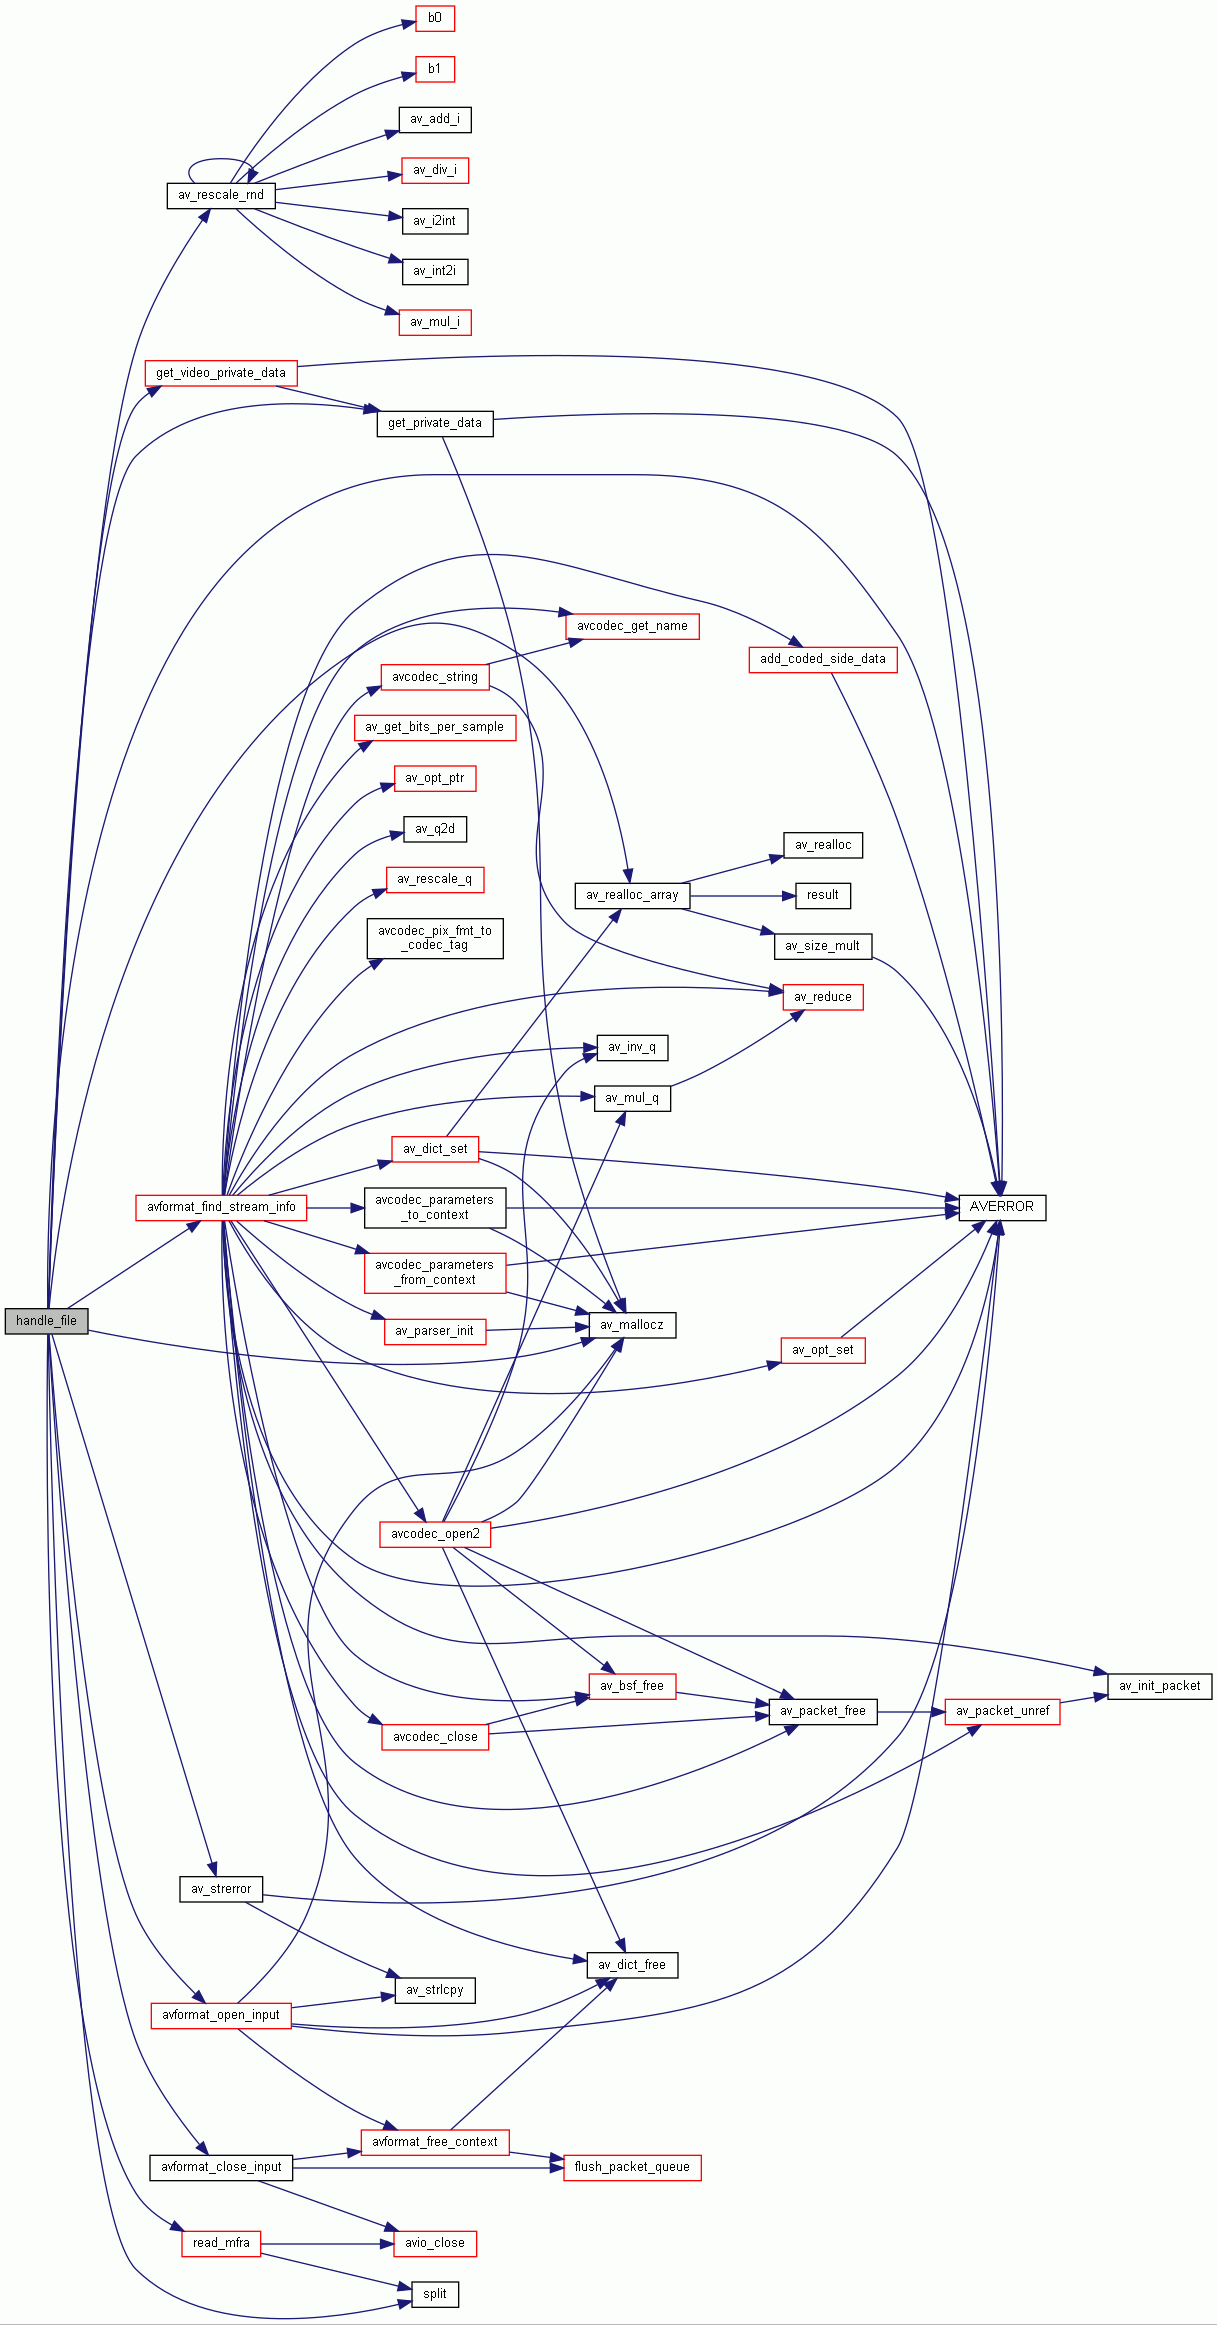 b0
b1
av_add_i
av_div_i
av_rescale_rnd
av_i2int
av_int2i
av_mul_i
get_video_private_data
get_private_data
avcodec_get_name
add_coded_side_data
avcodec_string
av_get_bits_per_sample
av_opt_ptr
av_q2d
av_realloc
av_rescale_q
av_realloc_array
result
avcodec_pix_fmt_to
_codec_tag
av_size_mult
av_reduce
av_inv_q
av_mul_q
av_dict_set
avformat_find_stream_info
avcodec_parameters
_to_context
AVERROR
avcodec_parameters
_from_context
handle_file
av_parser_init
av_mallocz
av_opt_set
avcodec_open2
av_bsf_free
av_init_packet
av_packet_free
av_packet_unref
avcodec_close
av_strerror
av_dict_free
av_strlcpy
avformat_open_input
avformat_free_context
avformat_close_input
flush_packet_queue
read_mfra
avio_close
split